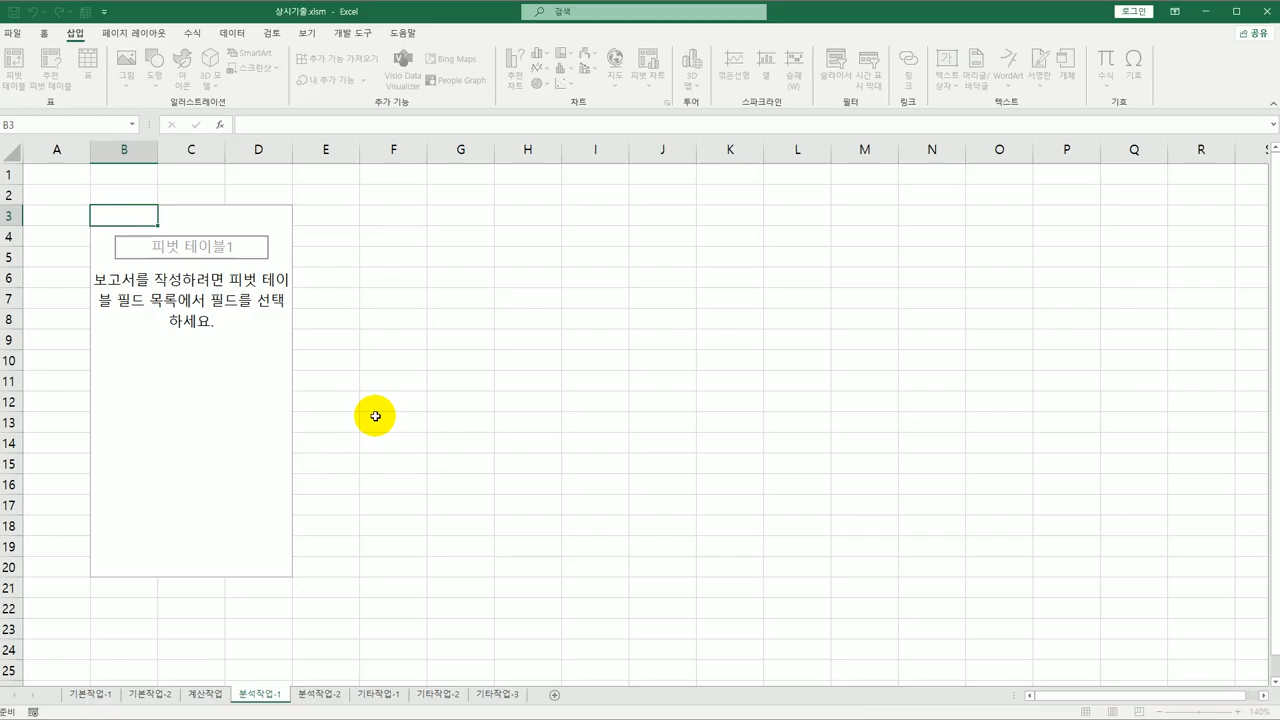 상시기출.xlsm - Excel
검색
로그인
파일 홈 삽입 페이지 레이아웃 수식 데이터 검토 보기 개발 도구 도움말
공유
피벗 테이블
추천 피벗 테이블
표
그림
도형
아이콘
3D 모델
SmartArt
스크린샷
추가 기능 가져오기
내 추가 기능
Visio Data Visualizer
Bing Maps
People Graph
추천 차트
지도
피벗 차트
3D 맵
꺾은선형
열
승패 (W)
슬라이서
시간 표시 막대
링크
텍스트 상자
머리글/바닥글
WordArt
서명란
개체
수식
기호
표 일러스트레이션 추가 기능 차트 투어 스파크라인 필터 링크 텍스트 기호
B3
fx
A B C D E F G H I J K L M N O P Q R S
1
2
3
4
피벗 테이블1
5
6
보고서를 작성하려면 피벗 테이
7
블 필드 목록에서 필드를 선택
8
하세요.
9
10
11
12
13
14
15
16
17
18
19
20
21
22
23
24
25
기본작업-1 기본작업-2 계산작업 분석작업-1 분석작업-2 기타작업-1 기타작업-2 기타작업-3
준비
140%